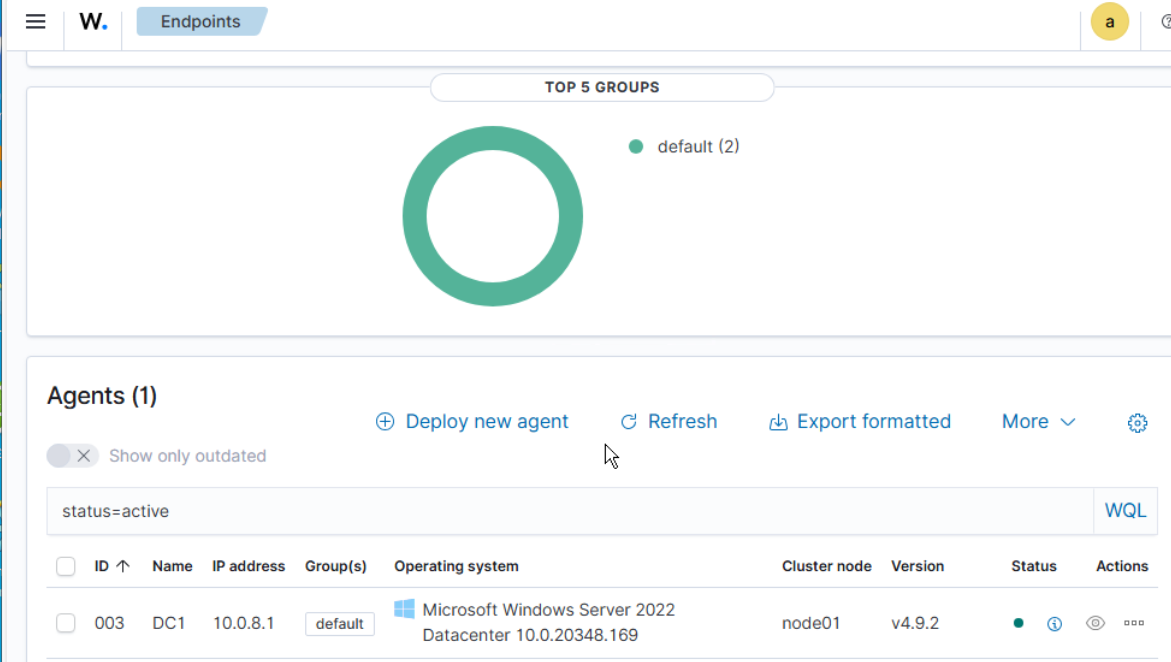 W. Endpoints a
TOP 5 GROUPS
default (2)
Agents (1)
Deploy new agent Refresh Export formatted More
Show only outdated
status=active WQL
ID Name IP address Group(s) Operating system Cluster node Version Status Actions
003 DC1 10.0.8.1 default Microsoft Windows Server 2022 node01 v4.9.2
Datacenter 10.0.20348.169